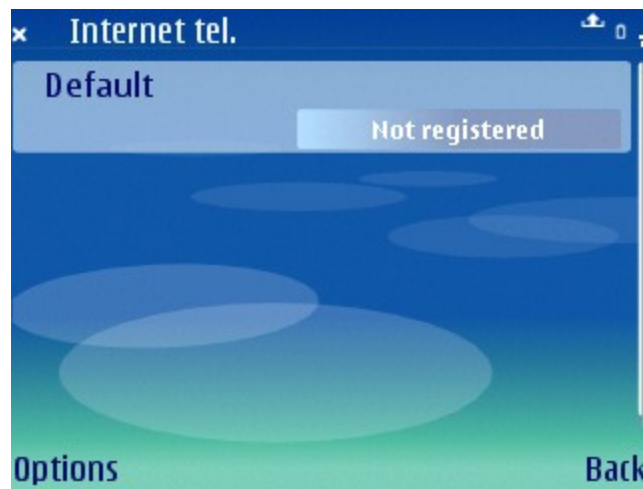 Internet tel.
Default
Not registered
Options
Back